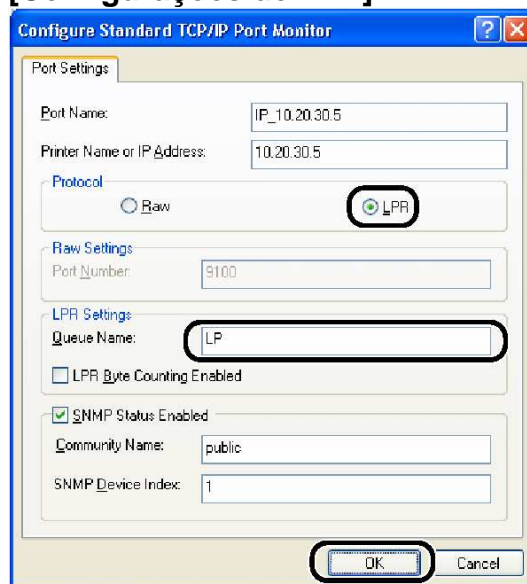 Configure Standard TCP/IP Port Monitor
Port Settings
Port Name: IP_10.20.30.5
Printer Name or IP Address: 10.20.30.5
Protocol
Raw LPR
Raw Settings
Port Number: 9100
LPR Settings
Queue Name: LP
LPR Byte Counting Enabled
SNMP Status Enabled
Community Name: public
SNMP Device Index: 1
OK Cancel